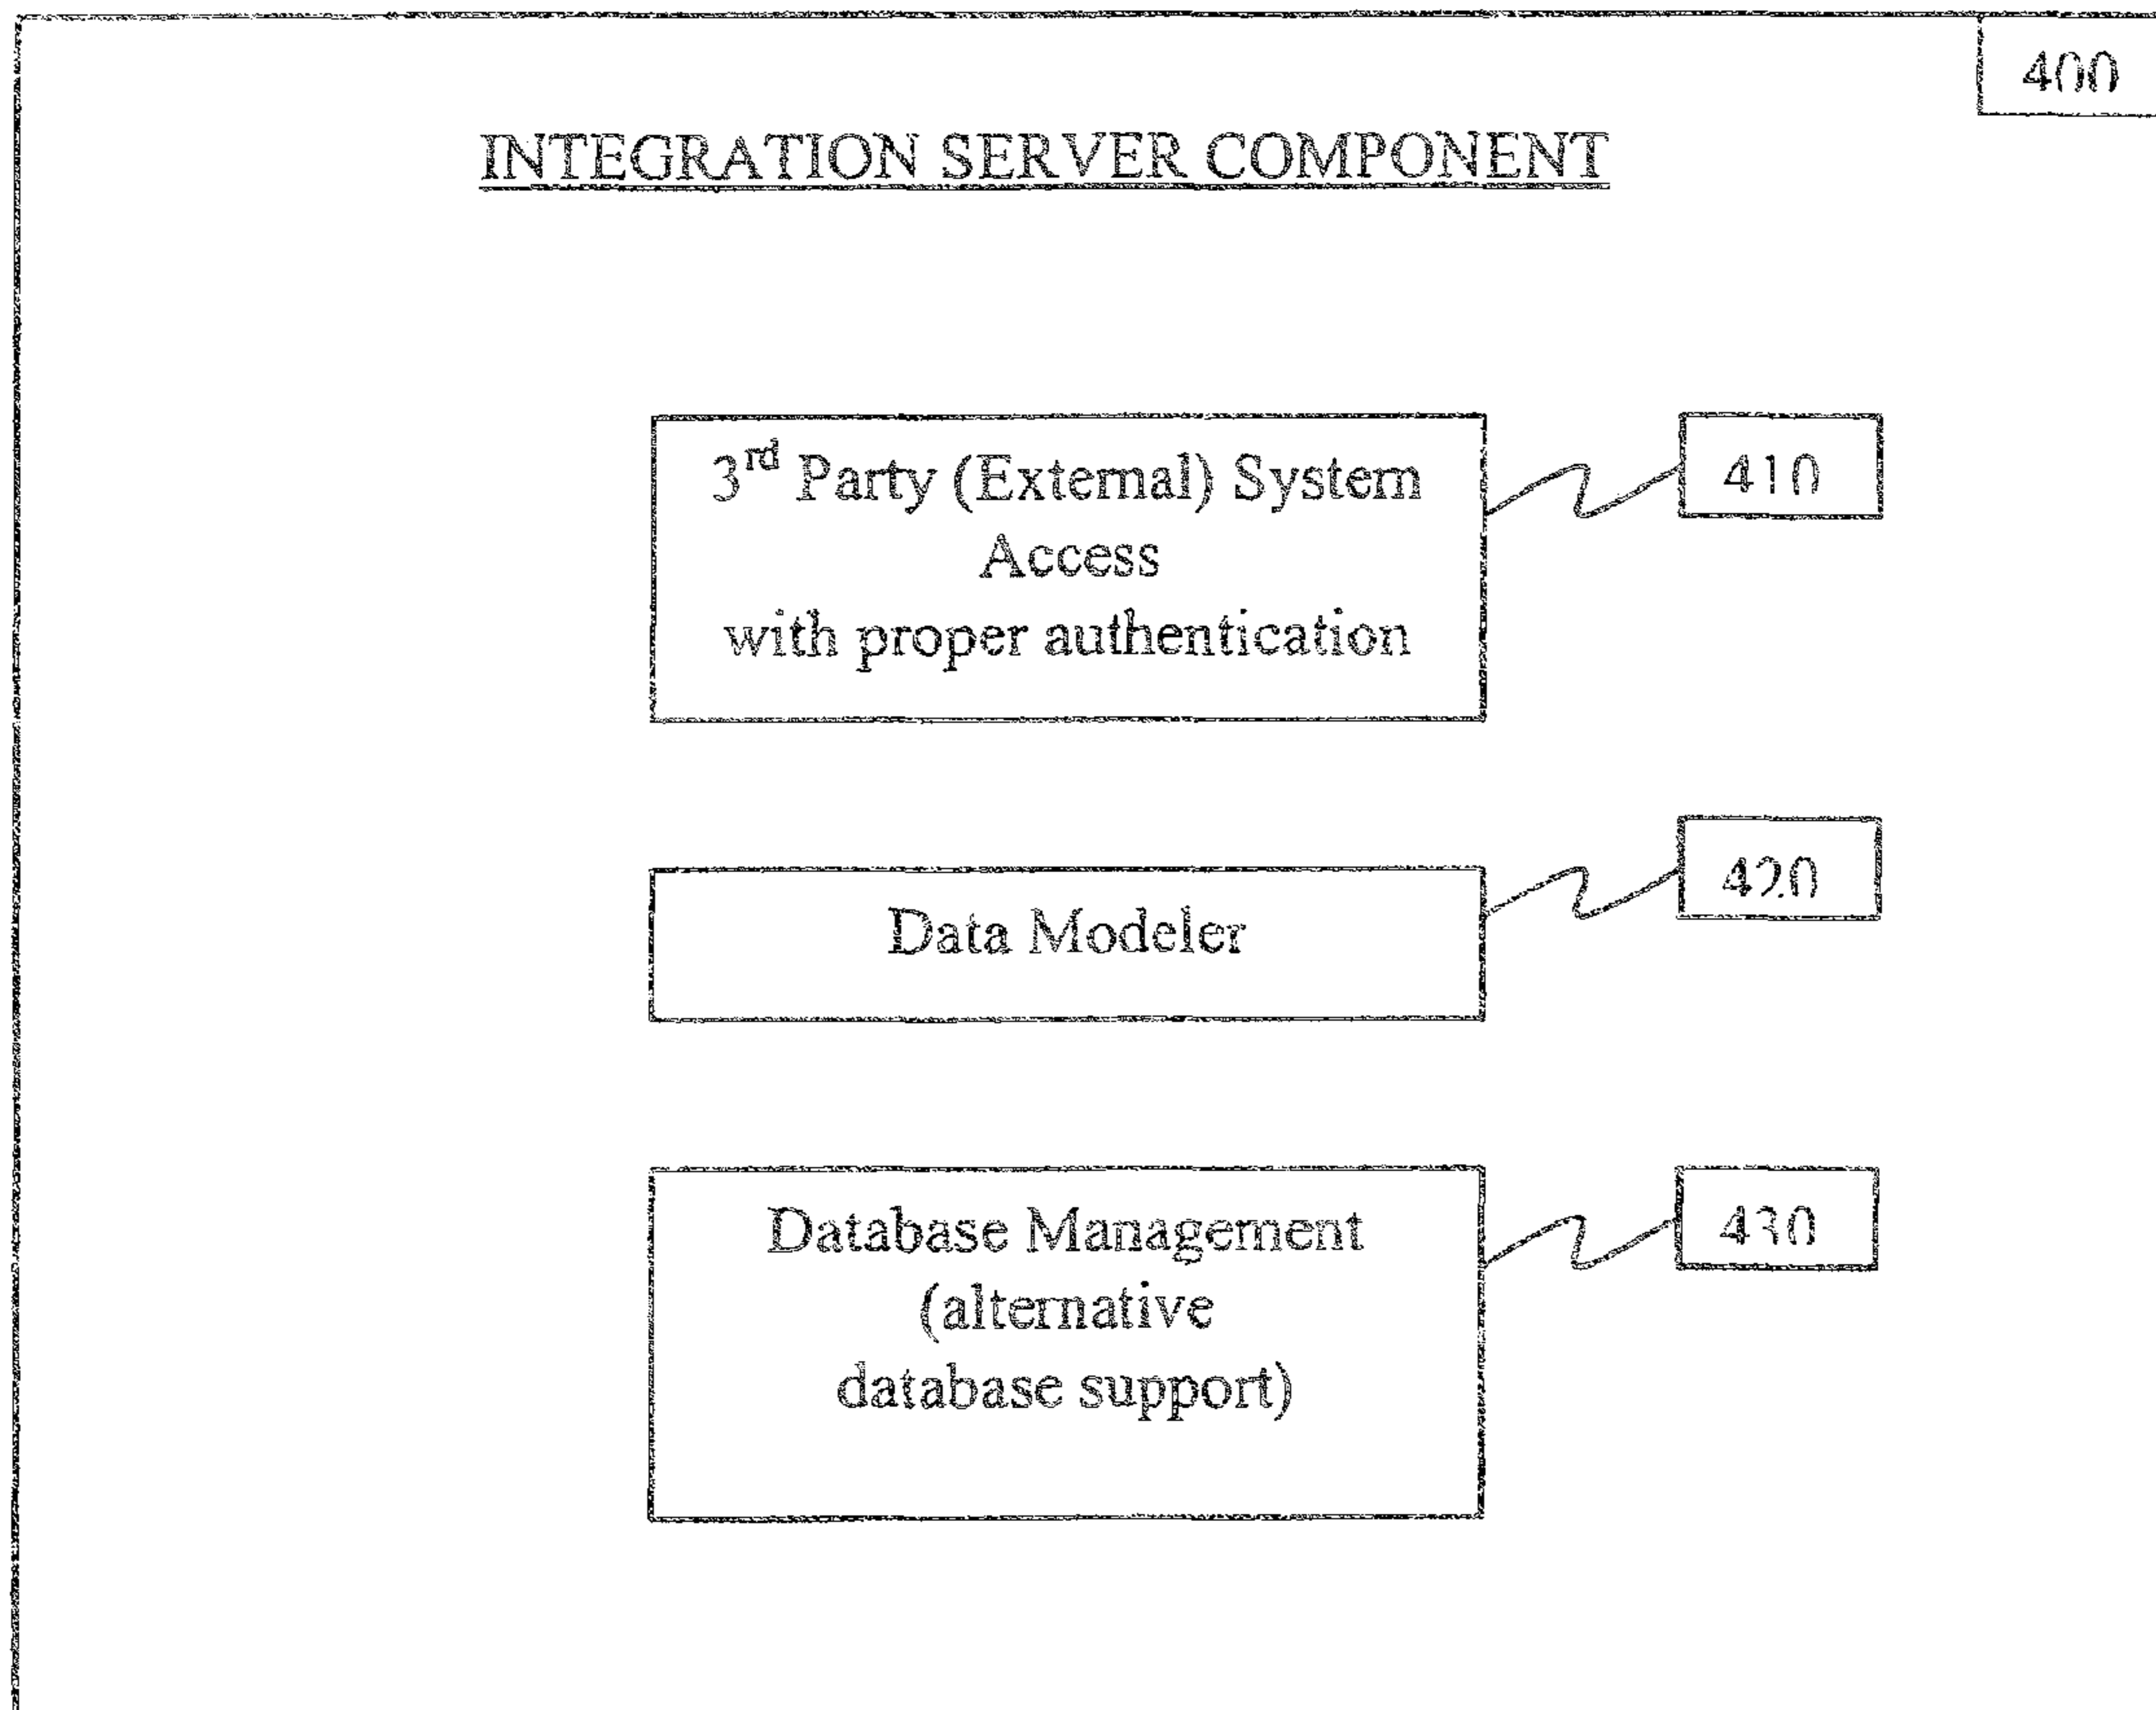 400
INTEGRATION SERVER COMPONENT
3rd Party (External) System
Access
with proper authentication
410
Data Modeler
420
Database Management
(alternative
database support)
430